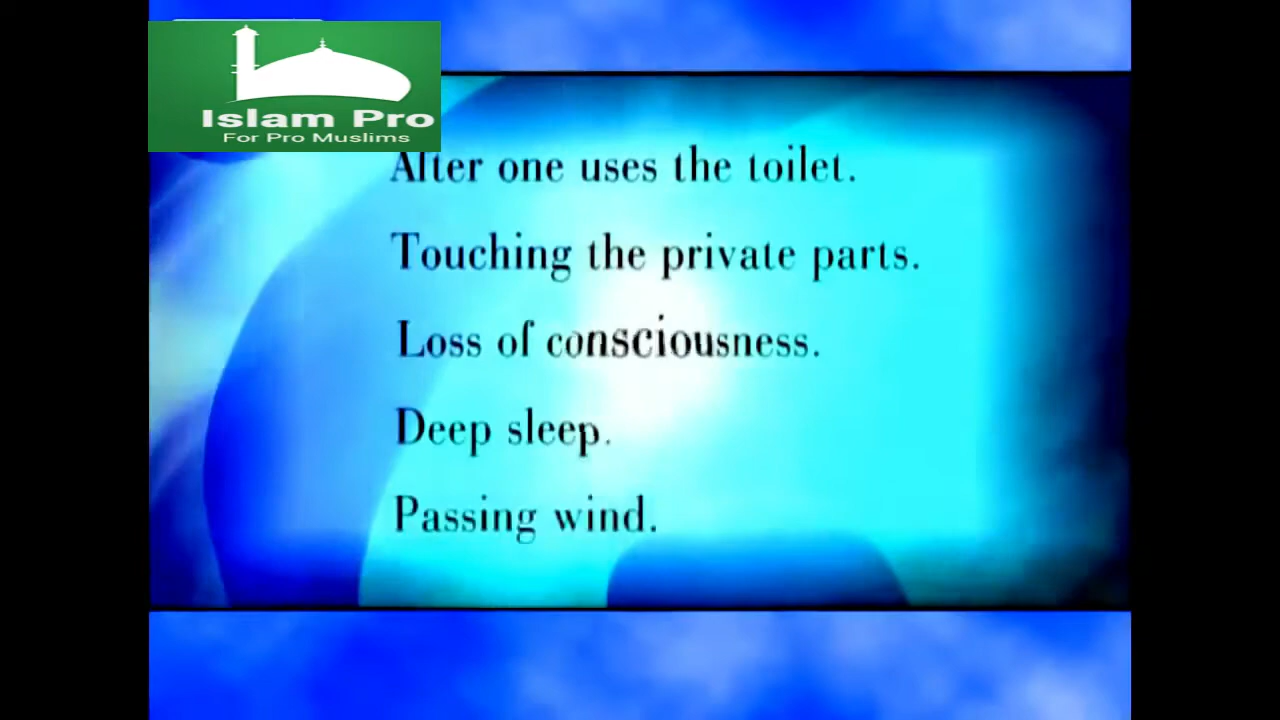 Islam Pro
For Pro Muslims
After one uses the toilet.
Touching the private parts.
Loss of consciousness.
Deep sleep.
Passing wind.